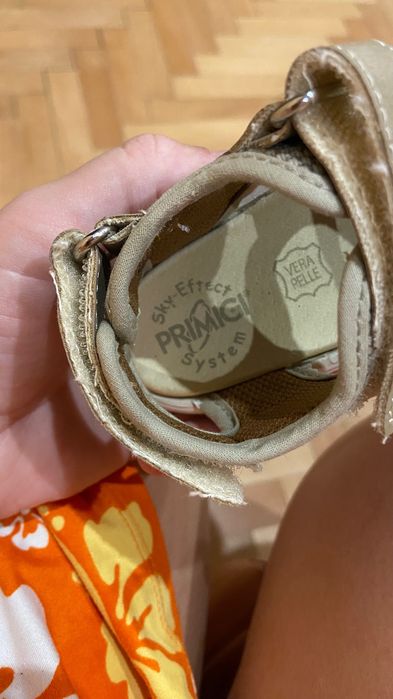 Sky-Effect
PRIMIGI
System
VERA
PELLE